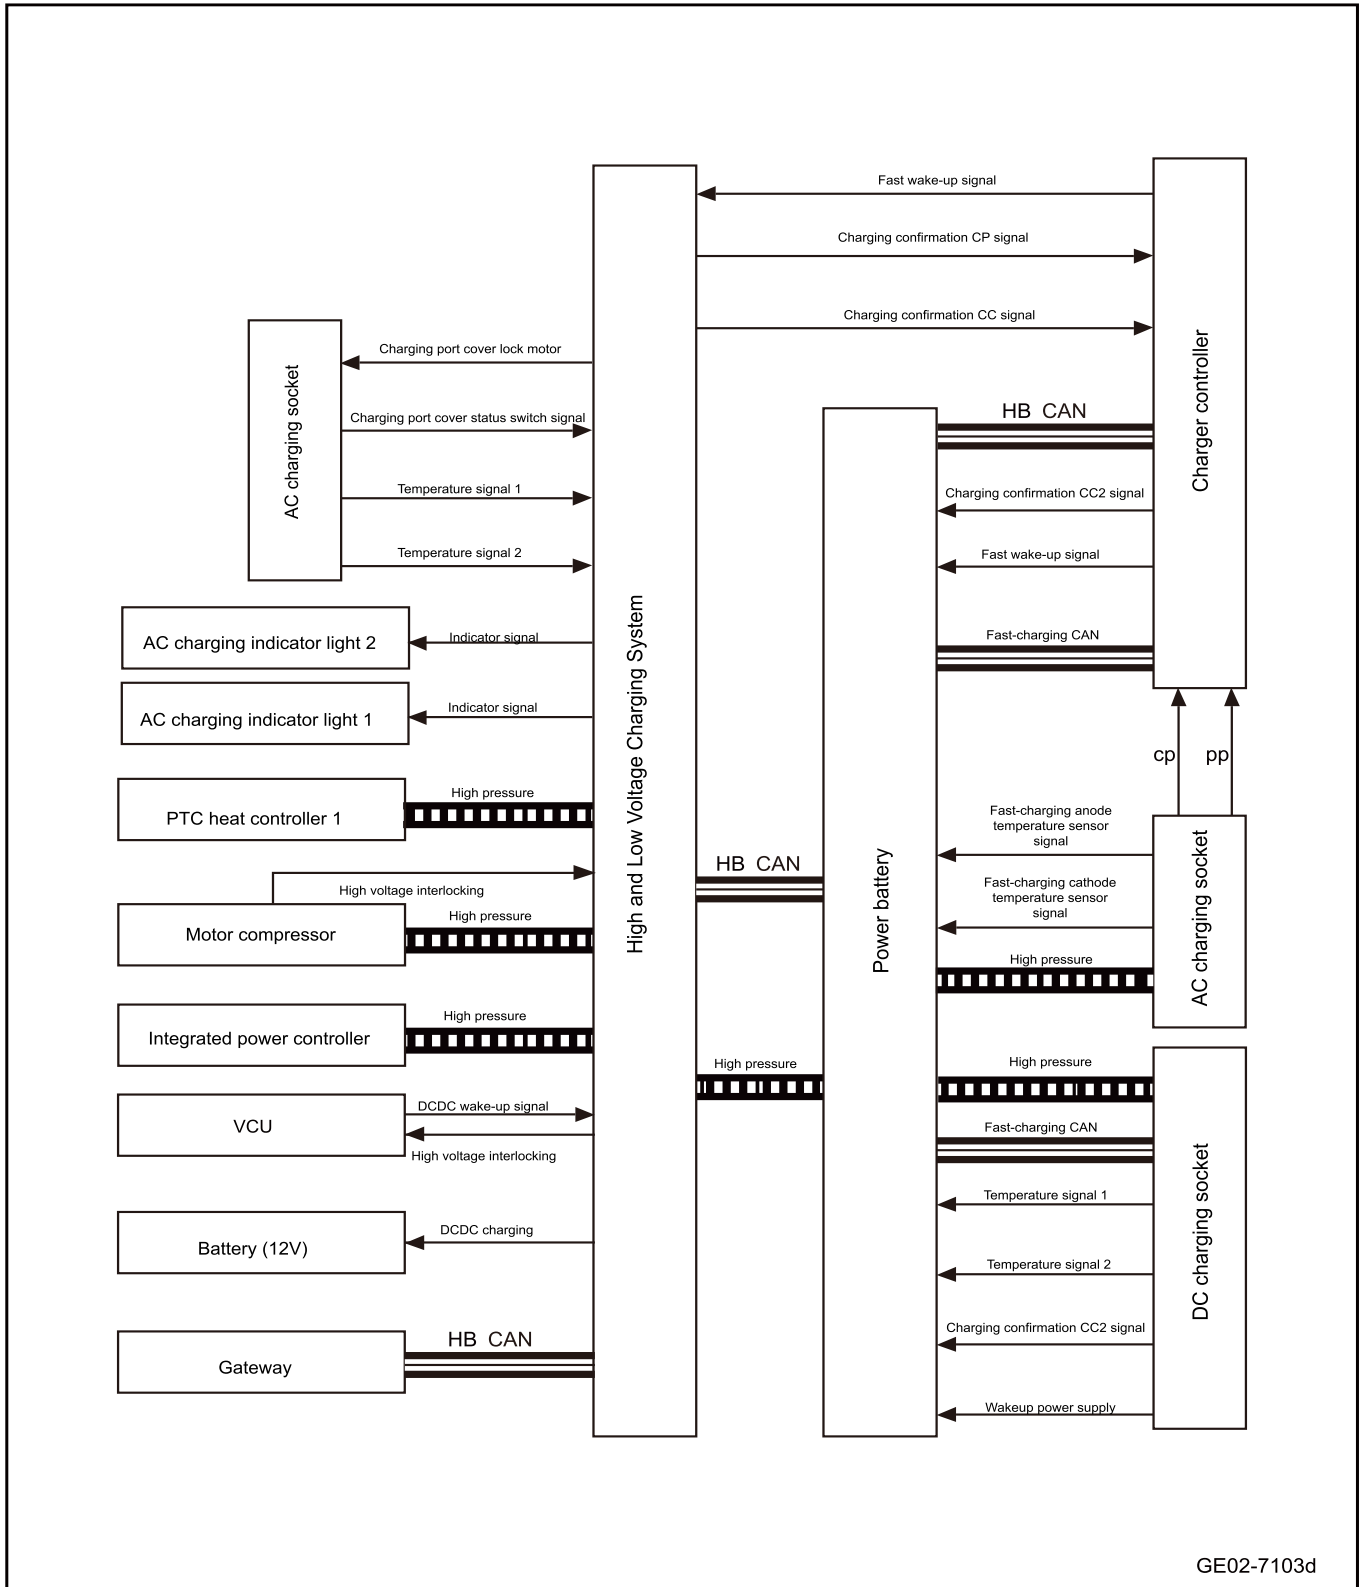 Fast wake-up signal
Charging confirmation CP signal
Charging confirmation CC signal
Charging port cover lock motor
Charging port cover status switch signal
Temperature signal 1
Temperature signal 2
AC charging socket
AC charging indicator light 2
Indicator signal
AC charging indicator light 1
Indicator signal
PTC heat controller 1
High pressure
High voltage interlocking
Motor compressor
High pressure
Integrated power controller
High pressure
VCU
DCDC wake-up signal
High voltage interlocking
Battery (12V)
DCDC charging
Gateway
HB CAN
High and Low Voltage Charging System
HB CAN
High pressure
Power battery
HB CAN
Charging confirmation CC2 signal
Fast wake-up signal
Fast-charging CAN
Charger controller
cp pp
Fast-charging anode
temperature sensor
signal
Fast-charging cathode
temperature sensor
signal
High pressure
AC charging socket
High pressure
Fast-charging CAN
Temperature signal 1
Temperature signal 2
Charging confirmation CC2 signal
Wakeup power supply
DC charging socket
GE02-7103d